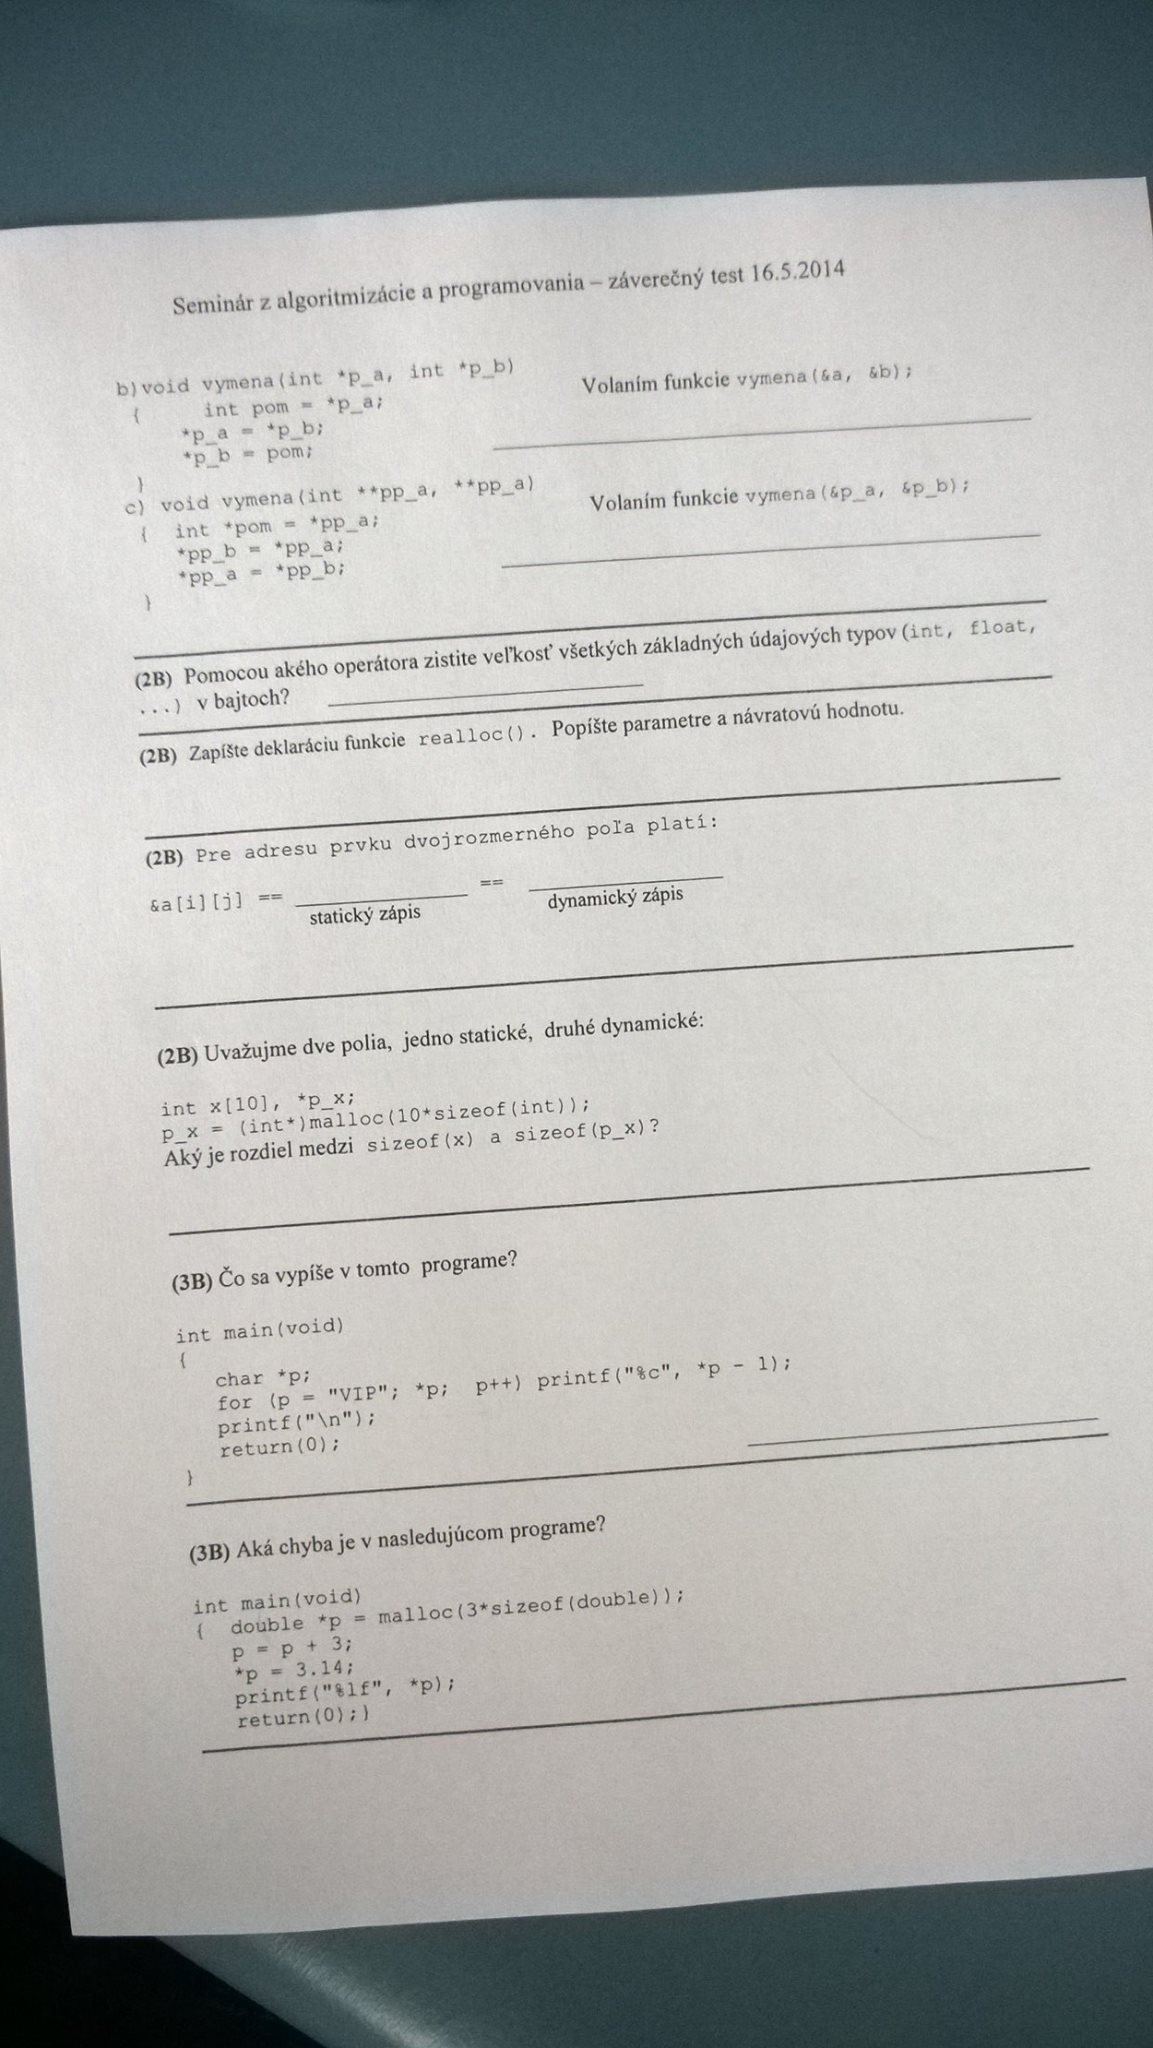 Seminár z algoritmizácie a programovania – záverečný test 16.5.2014
b)void vymena(int *p_a, int *p_b)
{ int pom = *p_a;
*p_a = *p_b;
*p_b = pom;
}
Volaním funkcie vymena(&a, &b);
c) void vymena(int **pp_a, **pp_a)
{ int *pom = *pp_a;
*pp_b = *pp_a;
*pp_a = *pp_b;
}
Volaním funkcie vymena(&p_a, &p_b);
(2B) Pomocou akého operátora zistite veľkosť všetkých základných údajových typov (int, float,
...) v bajtoch?
(2B) Zapíšte deklaráciu funkcie realloc(). Popíšte parametre a návratovú hodnotu.
(2B) Pre adresu prvku dvojrozmerného poľa platí:
&a[i][j] == ==
statický zápis dynamický zápis
(2B) Uvažujme dve polia, jedno statické, druhé dynamické:
int x[10], *p_x;
p_x = (int*)malloc(10*sizeof(int));
Aký je rozdiel medzi sizeof(x) a sizeof(p_x)?
(3B) Čo sa vypíše v tomto programe?
int main(void)
{
char *p;
for (p = "VIP"; *p; p++) printf("%c", *p - 1);
printf("\n");
return(0);
}
(3B) Aká chyba je v nasledujúcom programe?
int main(void)
{ double *p = malloc(3*sizeof(double));
p = p + 3;
*p = 3.14;
printf("%lf", *p);
return(0);}